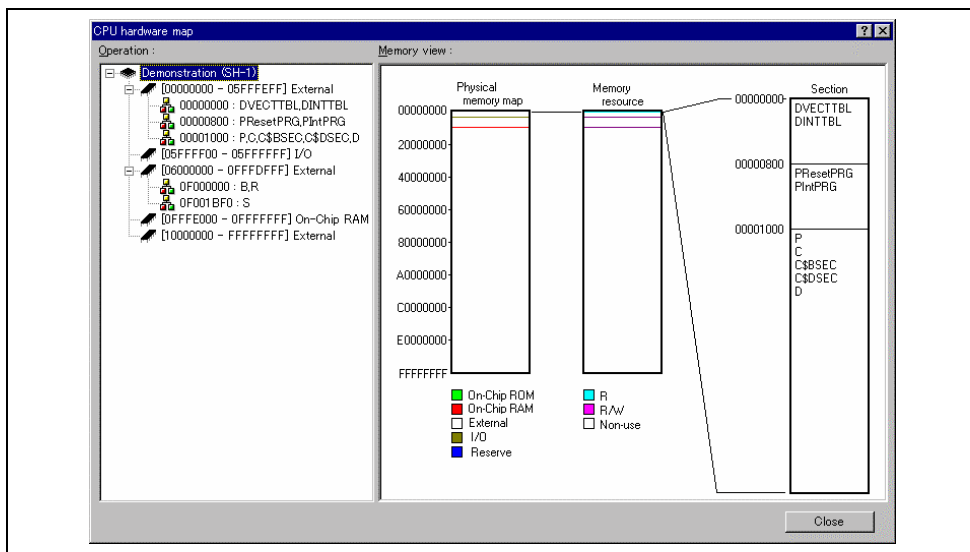 CPU hardware map
Operation :
Demonstration (SH-1)
[00000000 - 05FFFEFF] External
00000000 : DVECTTBL,DINTTBL
00000800 : PResetPRG,PIntPRG
00001000 : P,C,C$BSEC,C$DSEC,D
[05FFFF00 - 05FFFFFF] I/O
[06000000 - 0FFFDFFF] External
0F000000 : B,R
0F001BF0 : S
[0FFFE000 - 0FFFFFFF] On-Chip RAM
[10000000 - FFFFFFFF] External
Memory view :
Physical
memory map
00000000
20000000
40000000
60000000
80000000
A0000000
C0000000
E0000000
FFFFFFFF
On-Chip ROM
On-Chip RAM
External
I/O
Reserve
Memory
resource
R
R/W
Non-use
Section
00000000
DVECTTBL
DINTTBL
00000800
PResetPRG
PIntPRG
00001000
P
C
C$BSEC
C$DSEC
D
Close